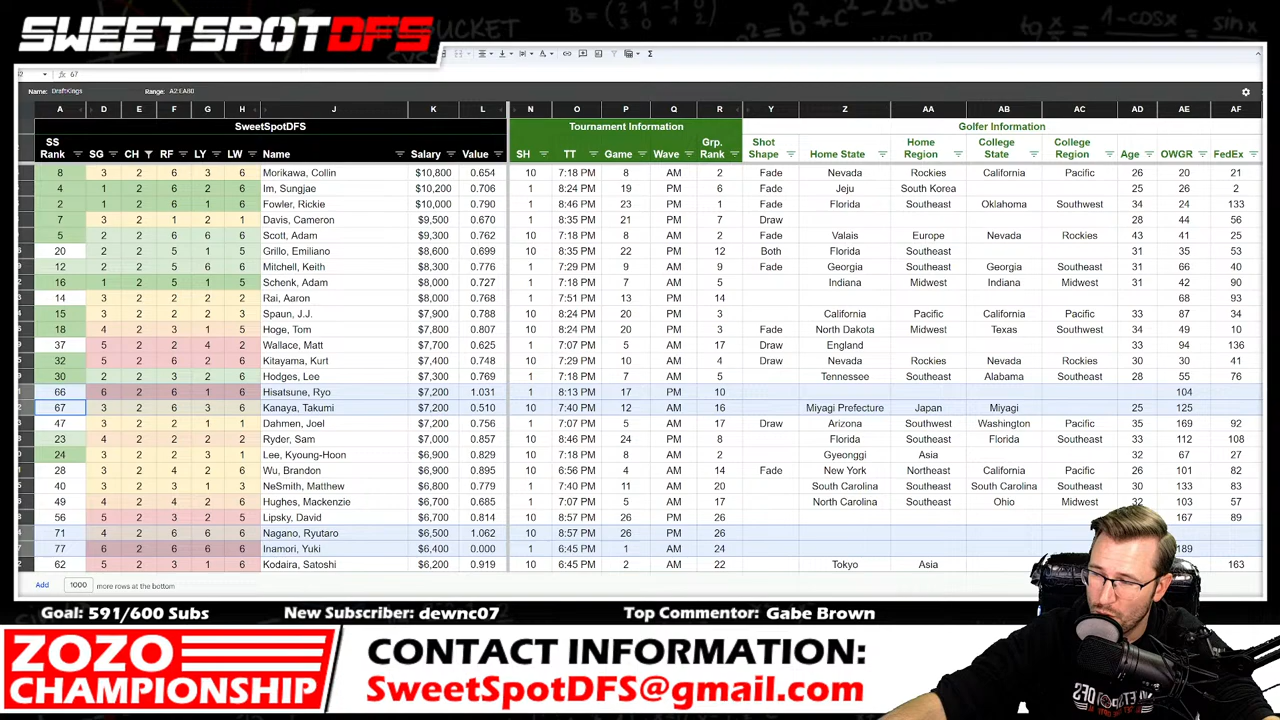 SWEETSPOTDFS
fx 67
Name: DraftKings Range: A2:EA80
A D E F G H J K L N O P Q R Y Z AA AB AC AD AE AF
SweetSpotDFS Tournament Information Golfer Information
SS Rank SG CH RF LY LW Name Salary Value SH TT Game Wave Grp. Rank Shot Shape Home State Home Region College State College Region Age OWGR FedEx
8 3 2 6 3 6 Morikawa, Collin $10,800 0.654 10 7:18 PM 8 AM 2 Fade Nevada Rockies California Pacific 26 20 21
4 1 2 6 2 6 Im, Sungjae $10,200 0.706 1 8:24 PM 19 PM 4 Fade Jeju South Korea 25 26 2
2 1 2 6 1 6 Fowler, Rickie $10,000 0.790 1 8:46 PM 23 PM 1 Fade Florida Southeast Oklahoma Southwest 34 24 133
7 3 2 1 2 1 Davis, Cameron $9,500 0.670 1 8:35 PM 21 PM 7 Draw 28 44 56
5 2 2 6 6 6 Scott, Adam $9,300 0.762 10 7:18 PM 8 AM 2 Fade Valais Europe Nevada Rockies 43 41 25
20 2 2 5 1 5 Grillo, Emiliano $8,600 0.699 10 8:35 PM 22 PM 12 Both Florida Southeast 31 35 53
12 2 2 5 6 6 Mitchell, Keith $8,300 0.776 1 7:29 PM 9 AM 9 Fade Georgia Southeast Georgia Southeast 31 66 40
16 1 2 5 1 5 Schenk, Adam $8,000 0.727 1 7:18 PM 7 AM 5 Indiana Midwest Indiana Midwest 31 42 90
14 3 2 2 2 2 Rai, Aaron $8,000 0.768 1 7:51 PM 13 AM 14 68 93
15 3 2 2 2 3 Spaun, J.J. $7,900 0.788 1 8:24 PM 20 PM 3 California Pacific California Pacific 33 87 34
18 4 2 3 1 5 Hoge, Tom $7,800 0.807 10 8:24 PM 20 PM 3 Fade North Dakota Midwest Texas Southwest 34 49 10
37 5 2 2 4 2 Wallace, Matt $7,700 0.625 1 7:07 PM 5 AM 17 Draw England 33 94 136
32 5 2 6 2 6 Kitayama, Kurt $7,400 0.748 10 7:29 PM 10 AM 4 Draw Nevada Rockies Nevada Rockies 30 30 41
30 2 2 3 2 6 Hodges, Lee $7,300 0.769 1 7:18 PM 7 AM 5 Tennessee Southeast Alabama Southeast 28 55 76
66 6 2 6 1 6 Hisatsune, Ryo $7,200 1.031 1 8:13 PM 17 PM 10 104
67 3 2 6 3 6 Kanaya, Takumi $7,200 0.510 10 7:40 PM 12 AM 16 Miyagi Prefecture Japan Miyagi 25 125
47 3 2 2 1 1 Dahmen, Joel $7,200 0.756 1 7:07 PM 5 AM 17 Draw Arizona Southwest Washington Pacific 35 169 92
23 4 2 2 2 2 Ryder, Sam $7,000 0.857 10 8:46 PM 24 PM 8 Florida Southeast Florida Southeast 33 112 108
24 4 2 2 3 1 Lee, Kyoung-Hoon $6,900 0.829 10 7:18 PM 8 AM 2 Gyeonggi Asia 32 67 27
28 3 2 4 2 6 Wu, Brandon $6,900 0.895 10 6:56 PM 4 AM 14 Fade New York Northeast California Pacific 26 101 82
40 3 2 2 1 3 NeSmith, Matthew $6,800 0.779 10 7:40 PM 11 AM 20 South Carolina Southeast South Carolina Southeast 30 133 83
49 4 2 4 2 6 Hughes, Mackenzie $6,700 0.685 1 7:07 PM 5 AM 17 North Carolina Southeast Ohio Midwest 32 103 57
56 5 2 3 2 5 Lipsky, David $6,700 0.814 1 8:57 PM 26 PM 26 167 89
71 4 2 6 6 6 Nagano, Ryutaro $6,500 1.062 10 8:57 PM 26 PM 26
77 6 2 6 6 6 Inamori, Yuki $6,400 0.000 10 6:45 PM 1 AM 24 189
62 5 2 3 1 6 Kodaira, Satoshi $6,200 0.919 10 6:45 PM 2 AM 22 Tokyo Asia 163
Add 1000 more rows at the bottom
Goal: 591/600 Subs New Subscriber: dewnc07 Top Commentor: Gabe Brown
ZOZO
CHAMPIONSHIP
CONTACT INFORMATION:
SweetSpotDFS@gmail.com